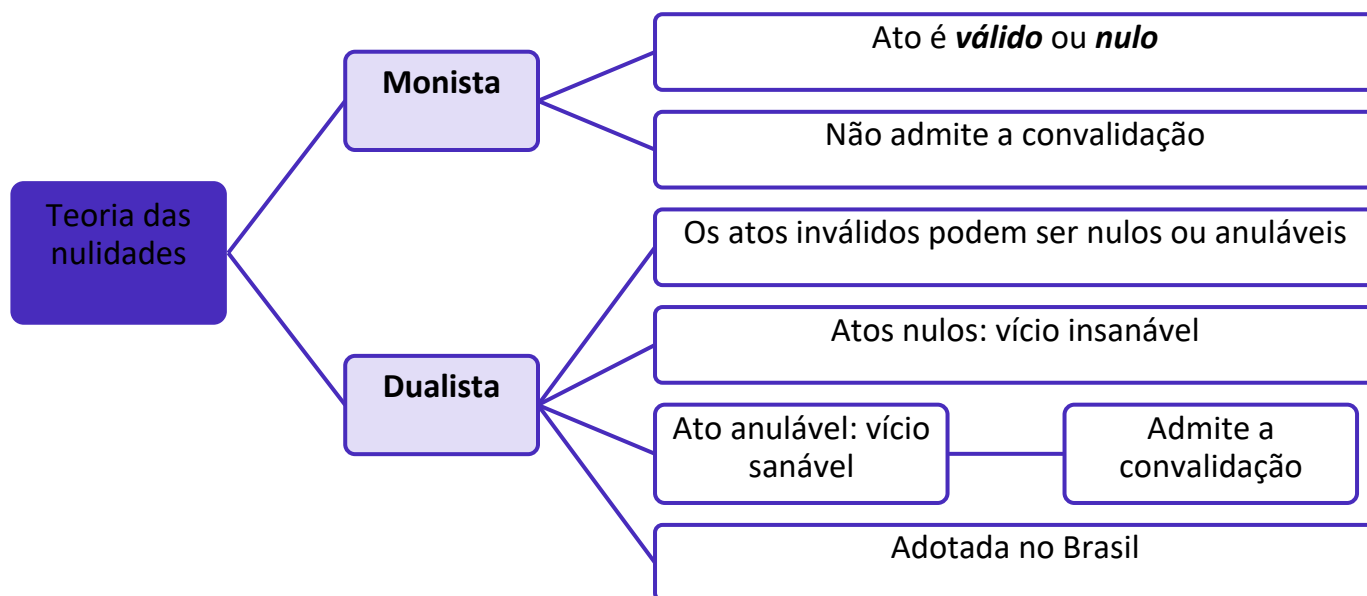 Teoria das
nulidades
Monista
Ato é válido ou nulo
Não admite a convalidação
Dualista
Os atos inválidos podem ser nulos ou anuláveis
Atos nulos: vício insanável
Ato anulável: vício
sanável
Admite a
convalidação
Adotada no Brasil